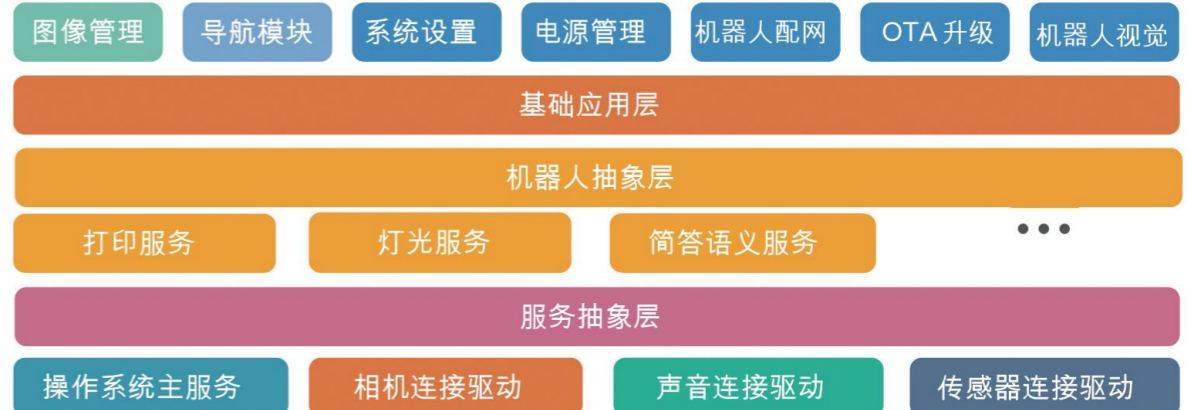 图像管理 导航模块 系统设置 电源管理 机器人配网 OTA升级 机器人视觉
基础应用层
机器人抽象层
打印服务 灯光服务 简答语义服务 •••
服务抽象层
操作系统主服务 相机连接驱动 声音连接驱动 传感器连接驱动